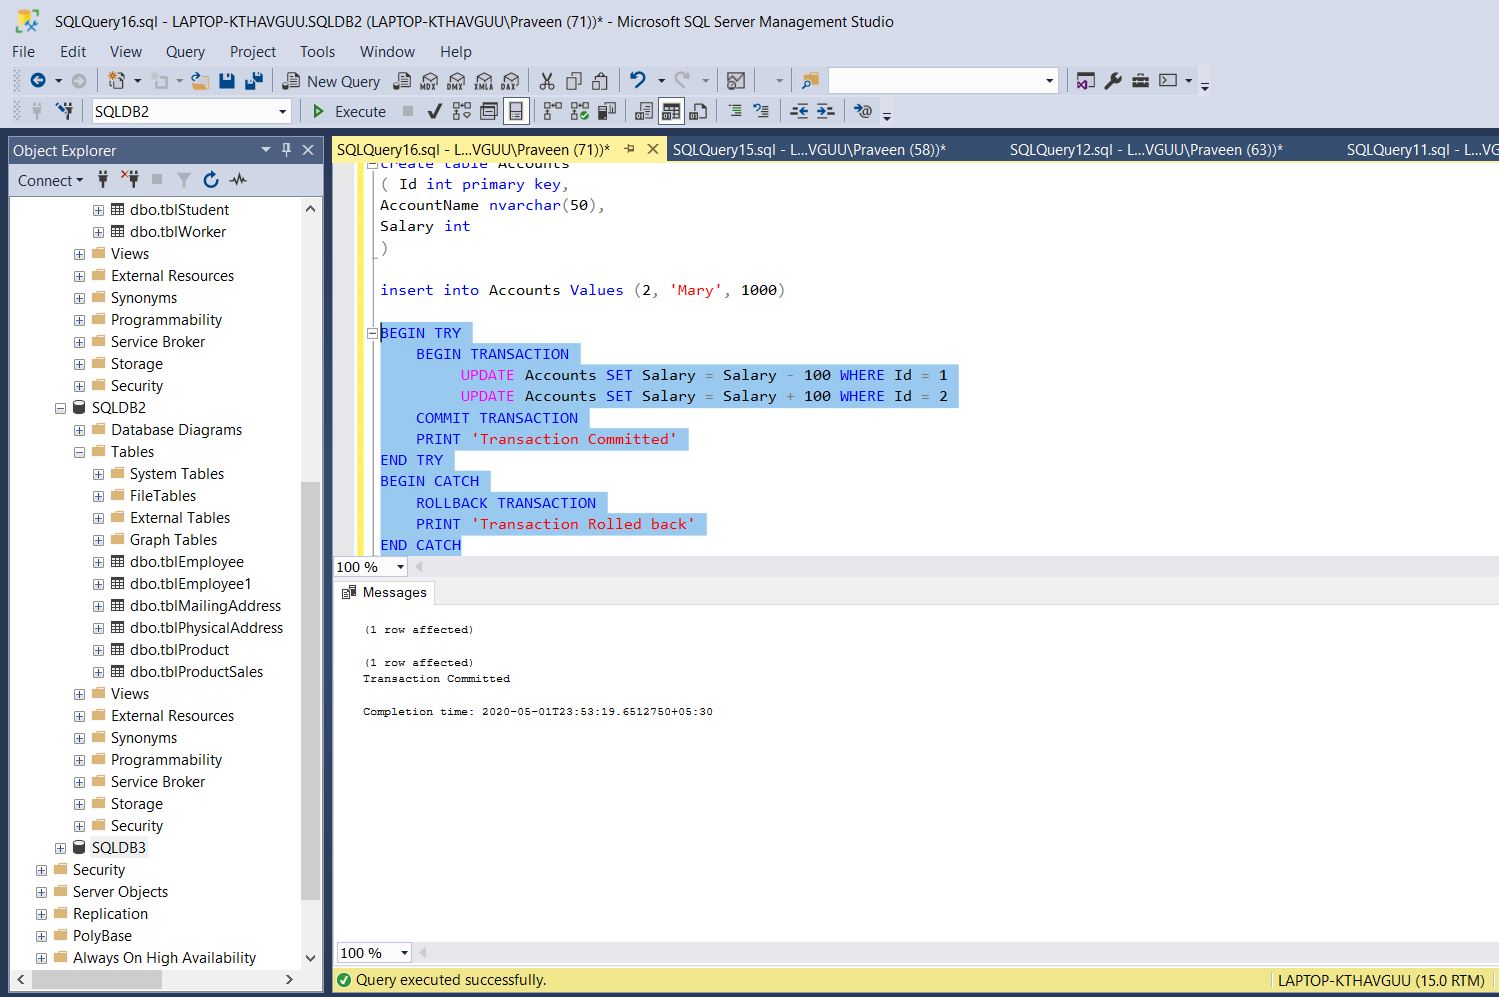 SQLQuery16.sql - LAPTOP-KTHAVGUU.SQLDB2 (LAPTOP-KTHAVGUU\Praveen (71))* - Microsoft SQL Server Management Studio
File Edit View Query Project Tools Window Help
New Query MDX DMX XMLA DAX
SQLDB2 Execute
Object Explorer
Connect
dbo.tblStudent
dbo.tblWorker
Views
External Resources
Synonyms
Programmability
Service Broker
Storage
Security
SQLDB2
Database Diagrams
Tables
System Tables
FileTables
External Tables
Graph Tables
dbo.tblEmployee
dbo.tblEmployee1
dbo.tblMailingAddress
dbo.tblPhysicalAddress
dbo.tblProduct
dbo.tblProductSales
Views
External Resources
Synonyms
Programmability
Service Broker
Storage
Security
SQLDB3
Security
Server Objects
Replication
PolyBase
Always On High Availability
SQLQuery16.sql - L...VGUU\Praveen (71))* SQLQuery15.sql - L...VGUU\Praveen (58))* SQLQuery12.sql - L...VGUU\Praveen (63))* SQLQuery11.sql - L...VG
create table Accounts
( Id int primary key,
AccountName nvarchar(50),
Salary int
)
insert into Accounts Values (2, 'Mary', 1000)
BEGIN TRY
BEGIN TRANSACTION
UPDATE Accounts SET Salary = Salary - 100 WHERE Id = 1
UPDATE Accounts SET Salary = Salary + 100 WHERE Id = 2
COMMIT TRANSACTION
PRINT 'Transaction Committed'
END TRY
BEGIN CATCH
ROLLBACK TRANSACTION
PRINT 'Transaction Rolled back'
END CATCH
100 %
Messages
(1 row affected)
(1 row affected)
Transaction Committed
Completion time: 2020-05-01T23:53:19.6512750+05:30
100 %
Query executed successfully. LAPTOP-KTHAVGUU (15.0 RTM)